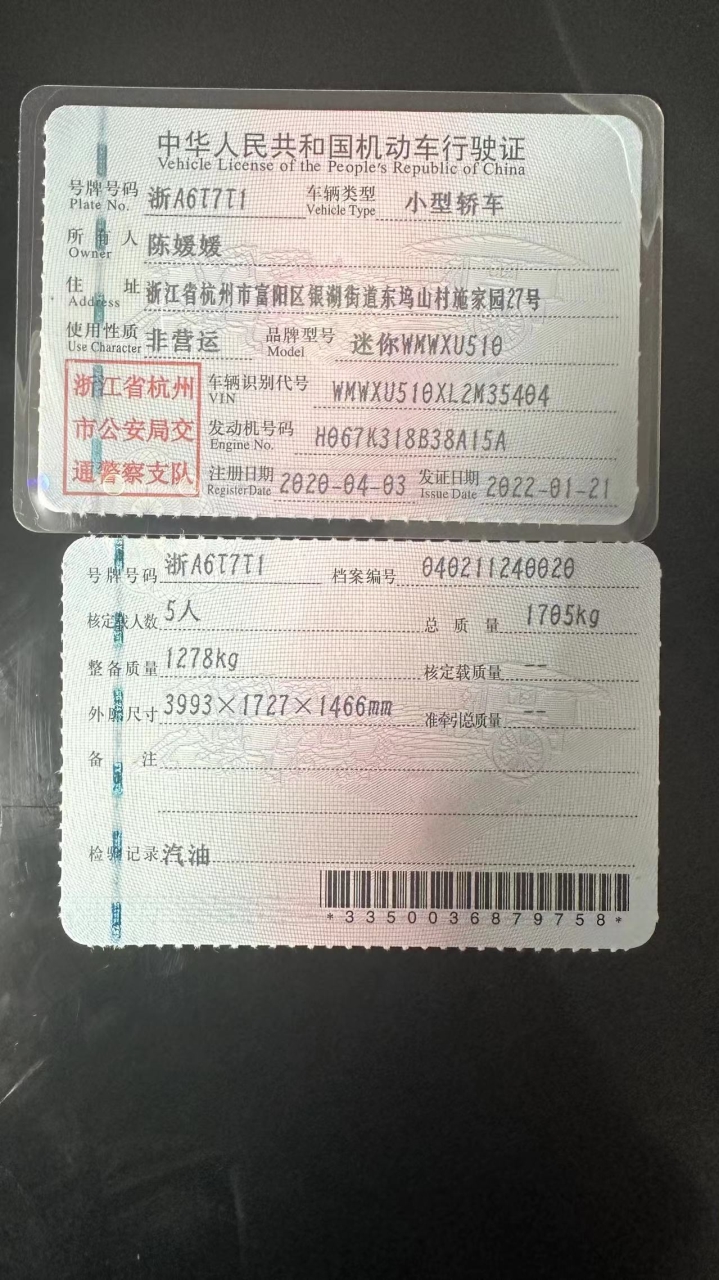 中华人民共和国机动车行驶证
Vehicle License of the People's Republic of China
号牌号码 浙A6T7T1 车辆类型 小型轿车
Plate No. Vehicle Type
所有人 陈媛媛
Owner
住址 浙江省杭州市富阳区银湖街道东坞山村施家园27号
Address
使用性质 非营运 品牌型号 迷你WMWXU510
Use Character Model
浙江省杭州
市公安局交
通警察支队
车辆识别代号 WMWXU510XL2M35404
VIN
发动机号码 H067K318B38A15A
Engine No.
注册日期 2020-04-03 发证日期 2022-01-21
Register Date Issue Date
号牌号码 浙A6T7T1 档案编号 040211240020
核定载人数 5人 总质量 1705kg
整备质量 1278kg 核定载质量 --
外廓尺寸 3993×1727×1466mm 准牵引总质量 --
备注
检验记录 汽油
*3350036879758*